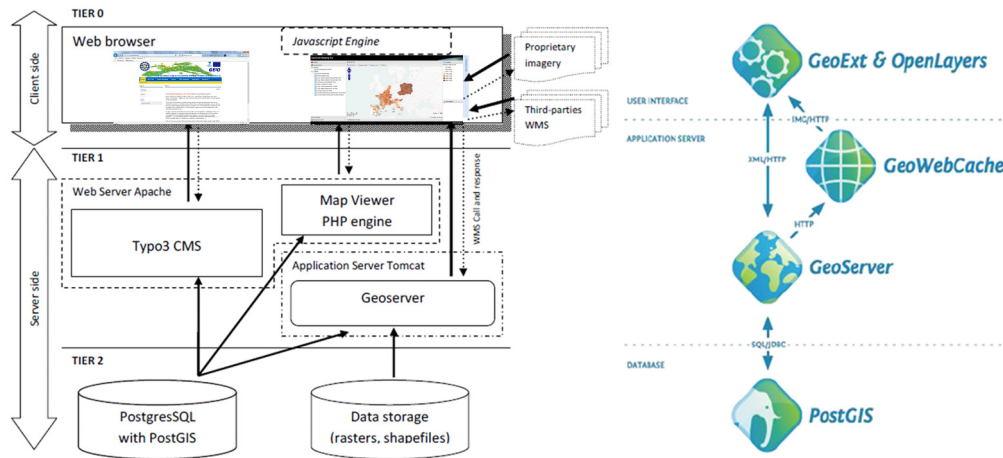 TIER 0
Client side
Web browser
Javascript Engine
Proprietary
imagery
Third-parties
WMS
TIER 1
Server side
Web Server Apache
Typo3 CMS
Map Viewer
PHP engine
WMS Call and response
Application Server Tomcat
Geoserver
TIER 2
PostgresSQL
with PostGIS
Data storage
(rasters, shapefiles)
GeoExt & OpenLayers
USER INTERFACE
IMG/HTTP
APPLICATION SERVER
XML/HTTP
GeoWebCache
HTTP
GeoServer
SQL/JDBC
DATABASE
PostGIS